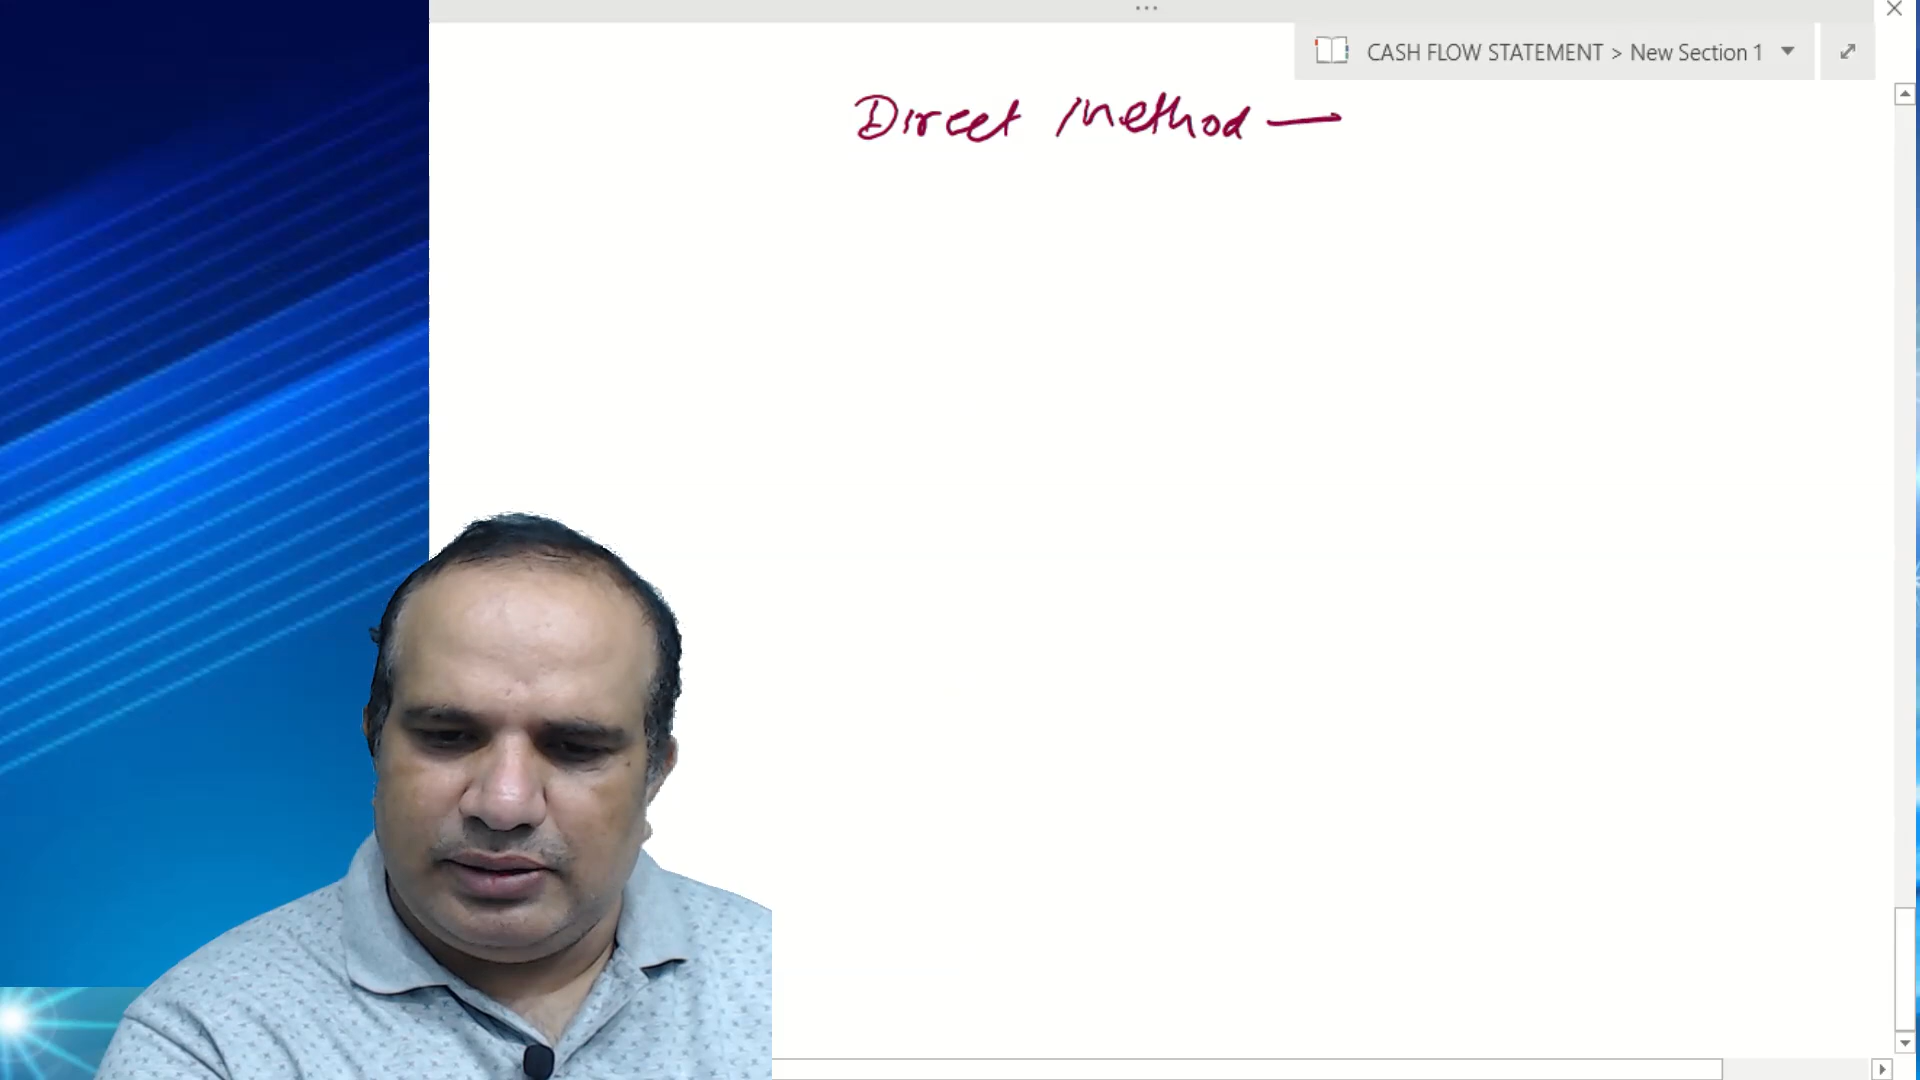 CASH FLOW STATEMENT > New Section 1
Direct Method —